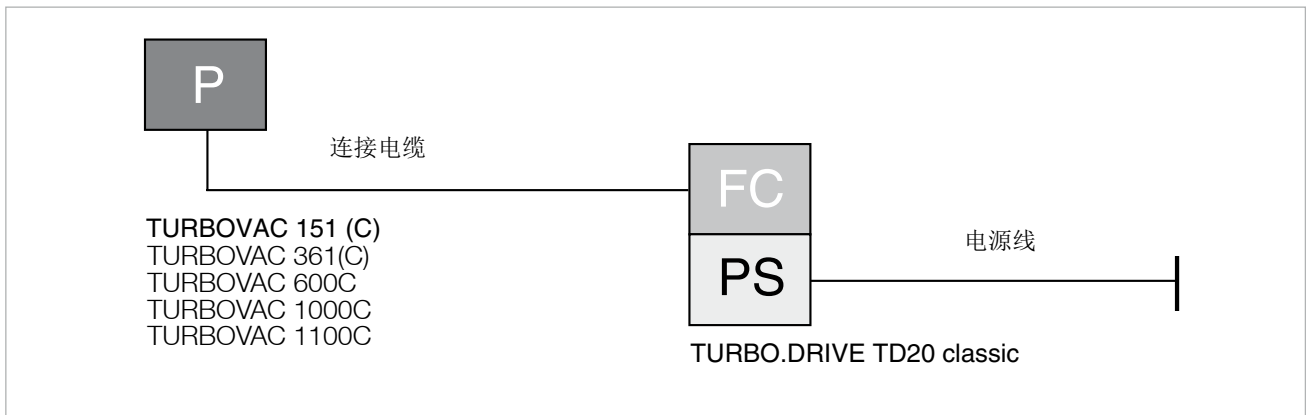 P
连接电缆
FC
TURBOVAC 151 (C)
TURBOVAC 361(C)
TURBOVAC 600C
TURBOVAC 1000C
TURBOVAC 1100C
电源线
PS
TURBO.DRIVE TD20 classic